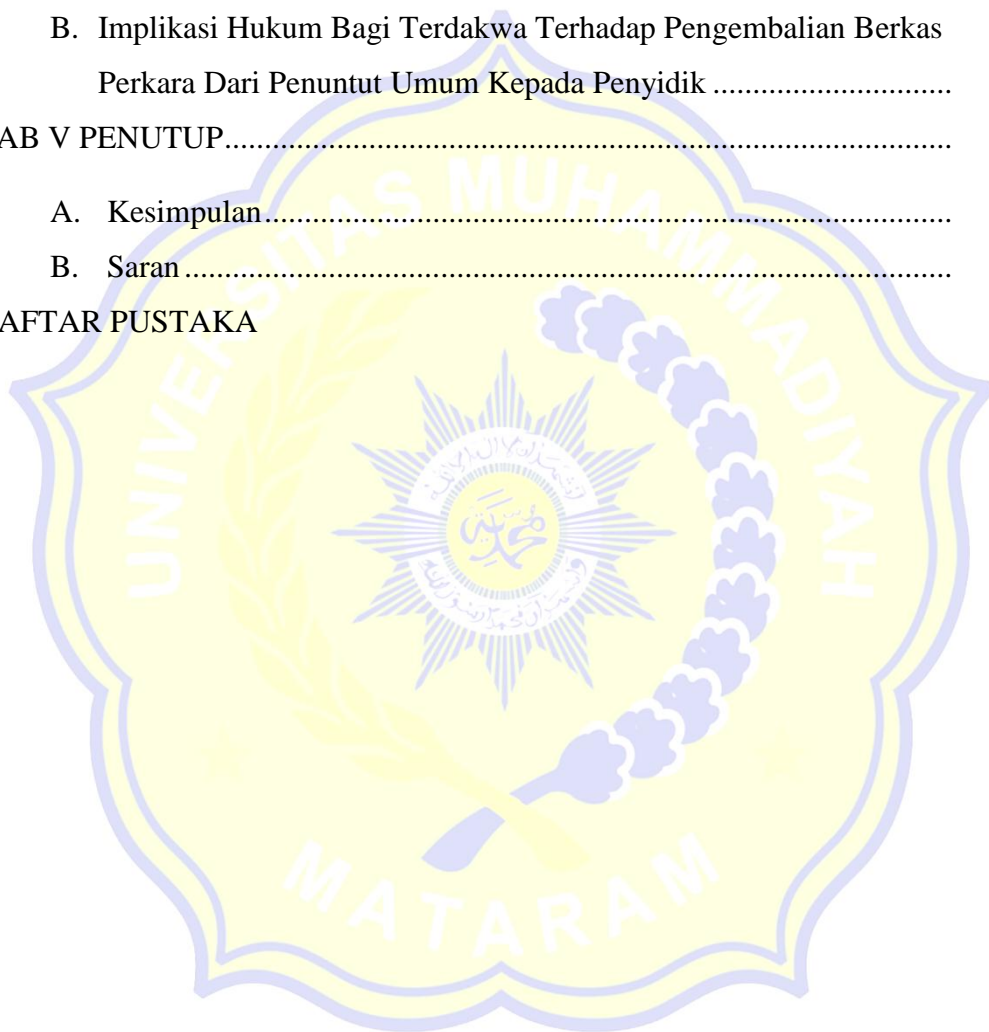 B. Implikasi Hukum Bagi Terdakwa Terhadap Pengembalian Berkas
Perkara Dari Penuntut Umum Kepada Penyidik ............................
AB V PENUTUP.....................................................................................
A. Kesimpulan................................................................................
B. Saran.........................................................................................
AFTAR PUSTAKA
UNIVERSITAS MUHAMMADIYAH
MATARAM